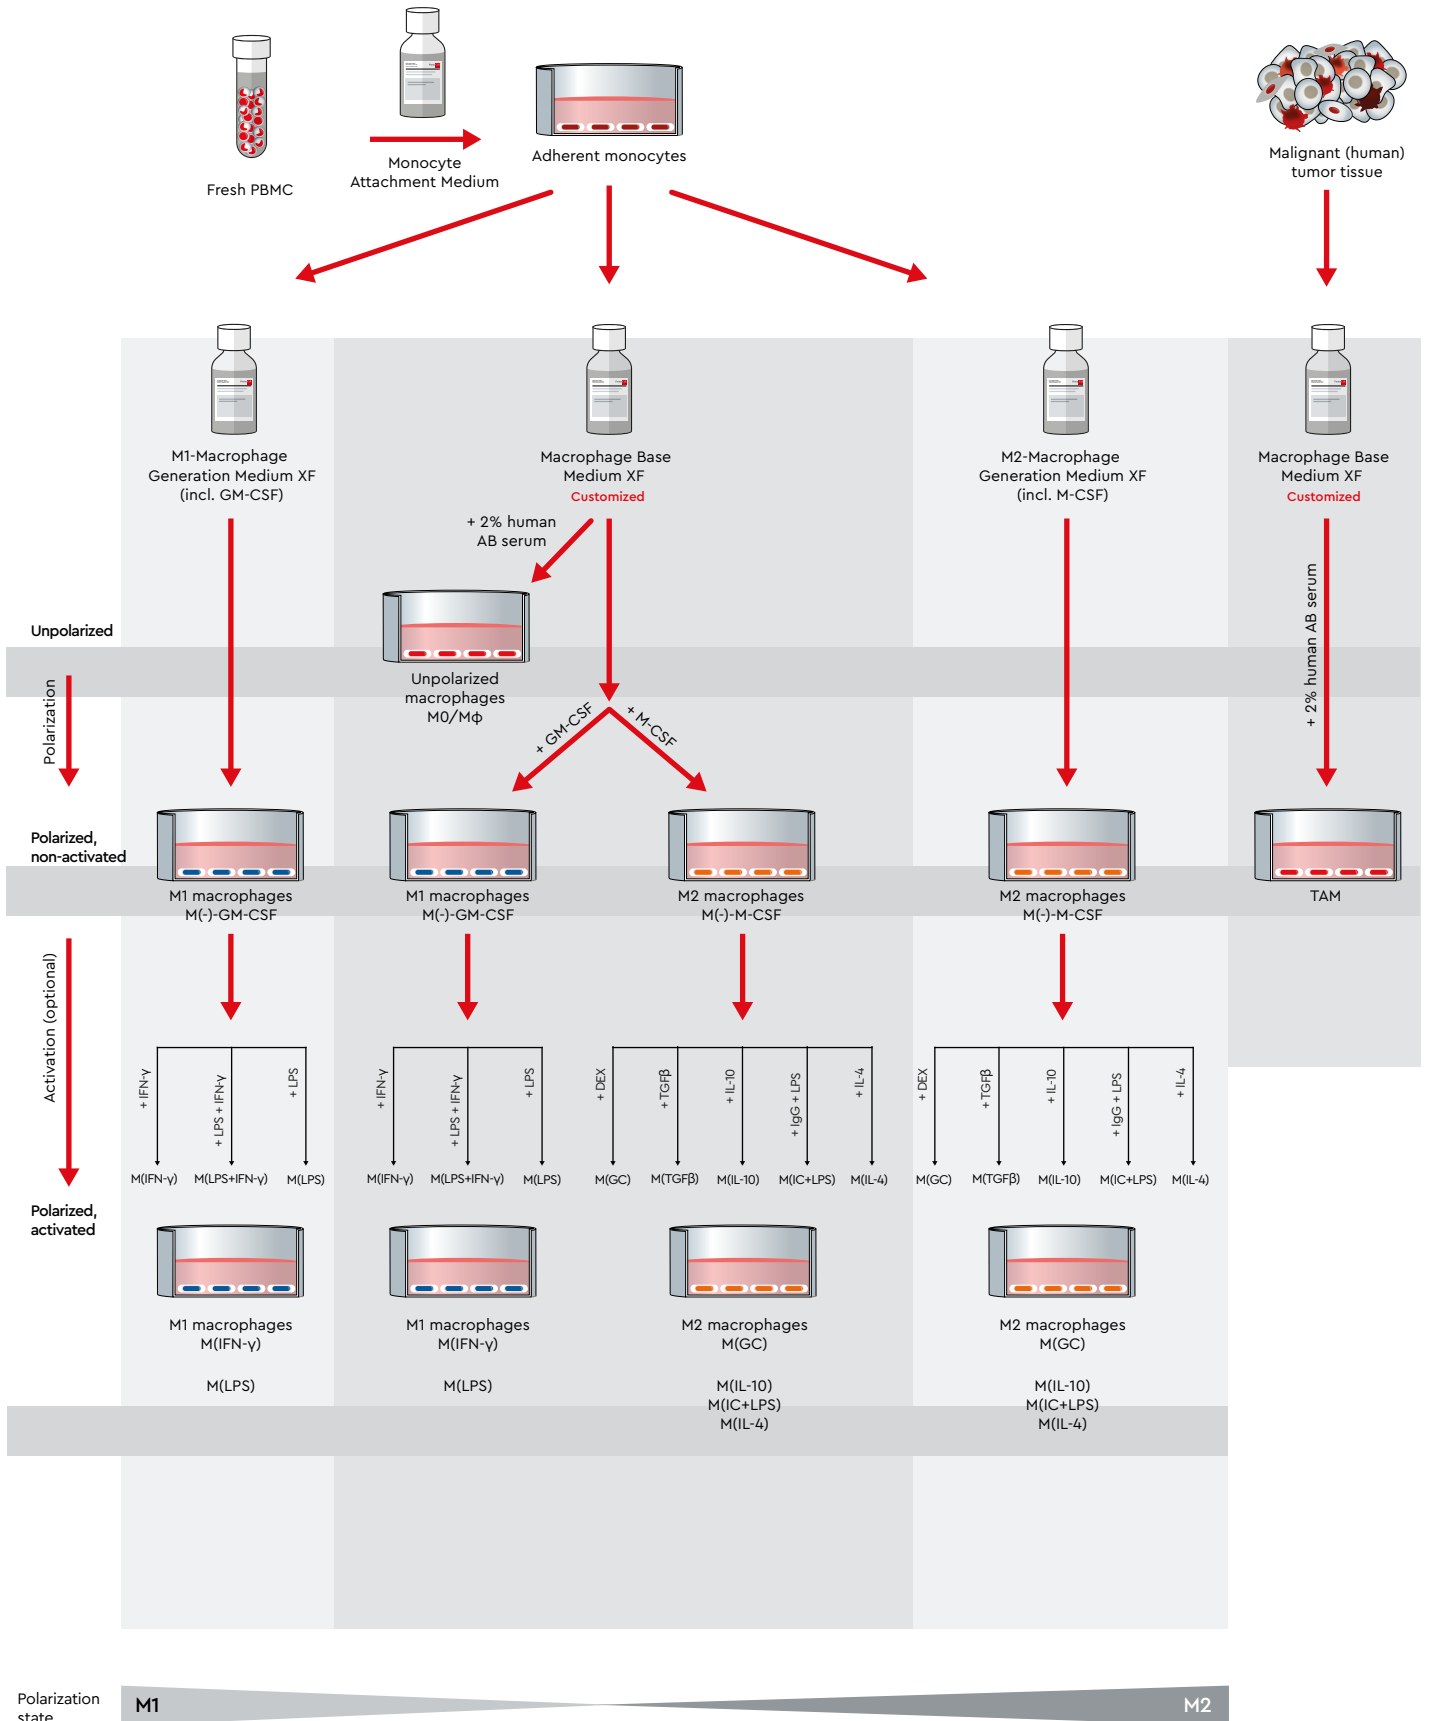 Fresh PBMC
Monocyte
Attachment Medium
Adherent monocytes
Malignant (human)
tumor tissue
M1-Macrophage
Generation Medium XF
(incl. GM-CSF)
Macrophage Base
Medium XF
Customized
M2-Macrophage
Generation Medium XF
(incl. M-CSF)
Macrophage Base
Medium XF
Customized
+ 2% human
AB serum
+ 2% human AB serum
Unpolarized
Unpolarized
macrophages
M0/Mɸ
Polarization
+ GM-CSF
+ M-CSF
Polarized,
non-activated
M1 macrophages
M(-)-GM-CSF
M1 macrophages
M(-)-GM-CSF
M2 macrophages
M(-)-M-CSF
M2 macrophages
M(-)-M-CSF
TAM
Activation (optional)
+ IFN-γ
+ LPS + IFN-γ
+ LPS
+ IFN-γ
+ LPS + IFN-γ
+ LPS
+ DEX
+ TGFβ
+ IL-10
+ IgG + LPS
+ IL-4
+ DEX
+ TGFβ
+ IL-10
+ IgG + LPS
+ IL-4
M(IFN-γ)
M(LPS+IFN-γ)
M(LPS)
M(IFN-γ)
M(LPS+IFN-γ)
M(LPS)
M(GC)
M(TGFβ)
M(IL-10)
M(IC+LPS)
M(IL-4)
M(GC)
M(TGFβ)
M(IL-10)
M(IC+LPS)
M(IL-4)
Polarized,
activated
M1 macrophages
M(IFN-γ)
M(LPS)
M1 macrophages
M(IFN-γ)
M(LPS)
M2 macrophages
M(GC)
M(IL-10)
M(IC+LPS)
M(IL-4)
M2 macrophages
M(GC)
M(IL-10)
M(IC+LPS)
M(IL-4)
Polarization
state
M1
M2